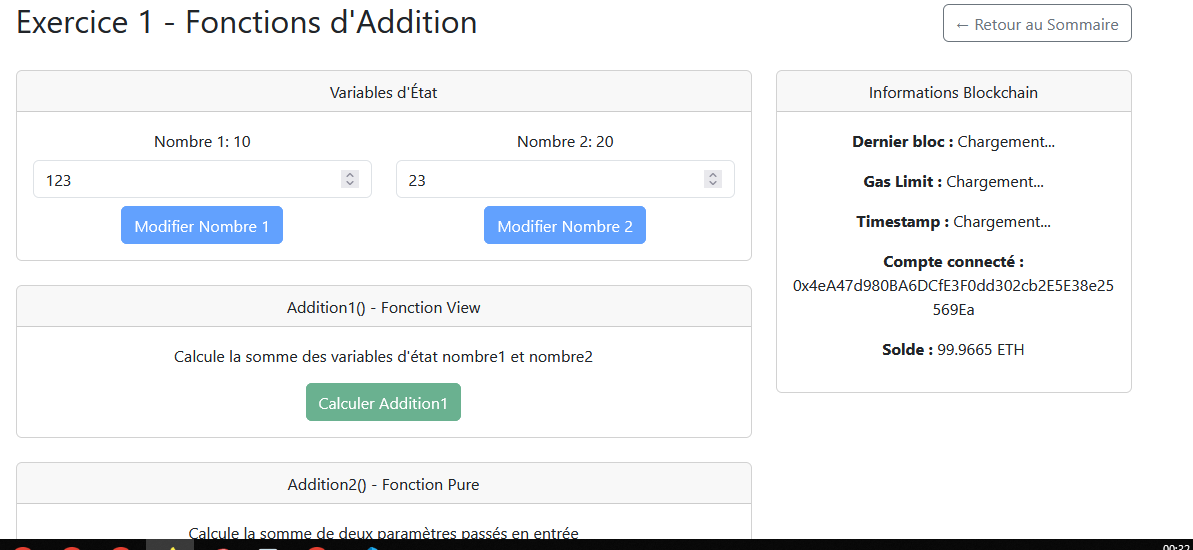 Exercice 1 - Fonctions d'Addition
← Retour au Sommaire
Variables d'État
Nombre 1: 10
Nombre 2: 20
123
23
Modifier Nombre 1
Modifier Nombre 2
Addition1() - Fonction View
Calcule la somme des variables d'état nombre1 et nombre2
Calculer Addition1
Addition2() - Fonction Pure
Calcule la somme de deux paramètres passés en entrée
Informations Blockchain
Dernier bloc : Chargement...
Gas Limit : Chargement...
Timestamp : Chargement...
Compte connecté :
0x4eA47d980BA6DCfE3F0dd302cb2E5E38e25
569Ea
Solde : 99.9665 ETH
00:22